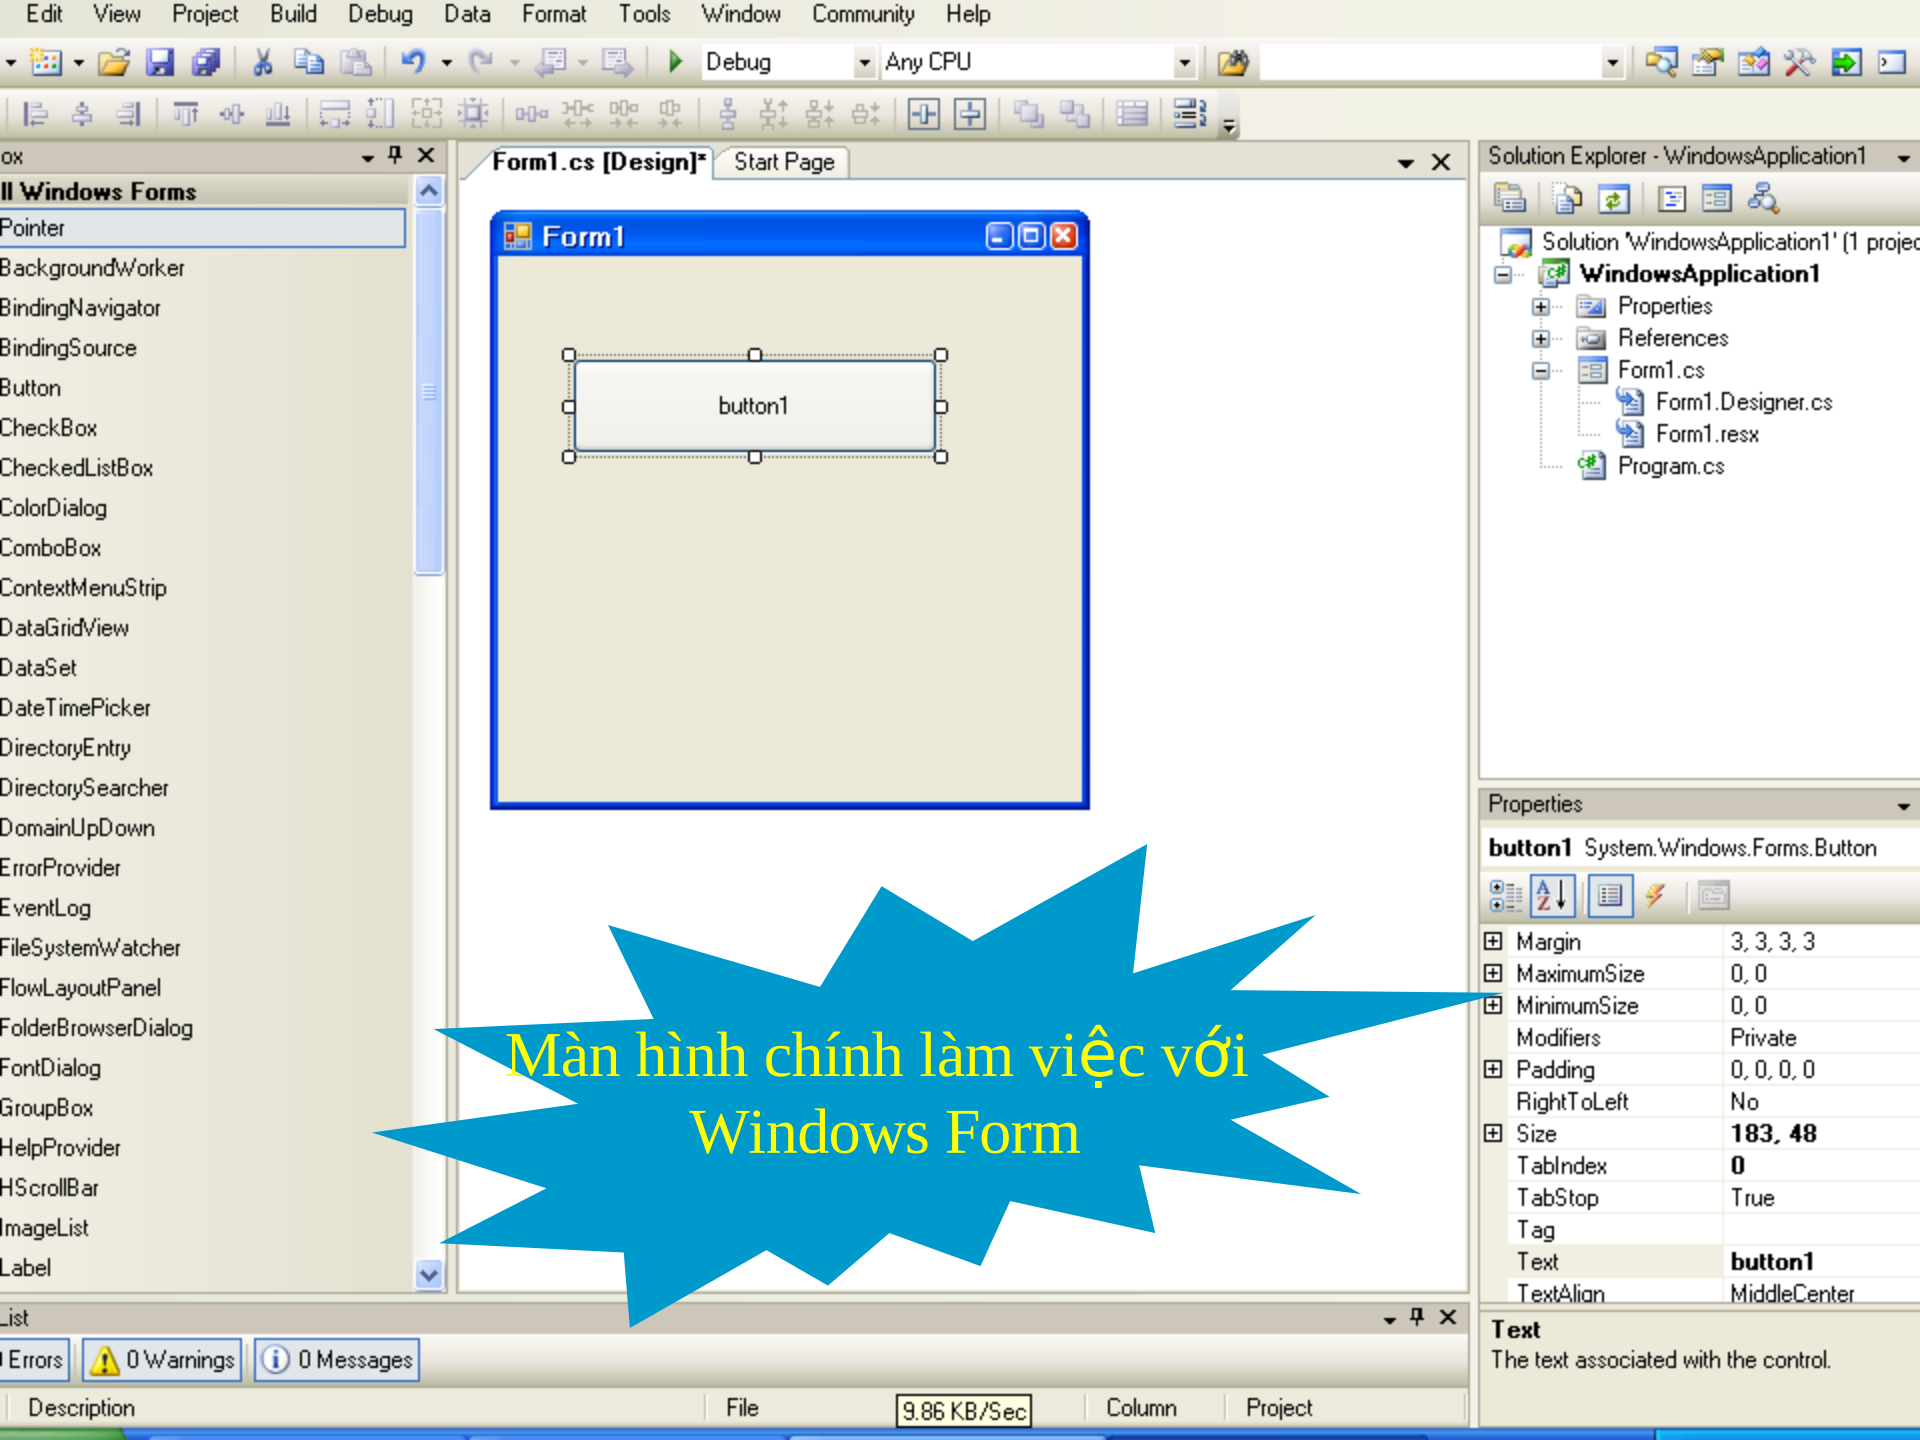 Edit View Project Build Debug Data Format Tools Window Community Help
Debug Any CPU
ox
Form1.cs [Design]* Start Page
Solution Explorer - WindowsApplication1
ll Windows Forms
Pointer
BackgroundWorker
BindingNavigator
BindingSource
Button
CheckBox
CheckedListBox
ColorDialog
ComboBox
ContextMenuStrip
DataGridView
DataSet
DateTimePicker
DirectoryEntry
DirectorySearcher
DomainUpDown
ErrorProvider
EventLog
FileSystemWatcher
FlowLayoutPanel
FolderBrowserDialog
FontDialog
GroupBox
HelpProvider
HScrollBar
ImageList
Label
Form1
button1
Màn hình chính làm việc với
Windows Form
Solution 'WindowsApplication1' (1 projec
WindowsApplication1
Properties
References
Form1.cs
Form1.Designer.cs
Form1.resx
Program.cs
Properties
button1 System.Windows.Forms.Button
Margin 3, 3, 3, 3
MaximumSize 0, 0
MinimumSize 0, 0
Modifiers Private
Padding 0, 0, 0, 0
RightToLeft No
Size 183, 48
TabIndex 0
TabStop True
Tag
Text button1
TextAlign MiddleCenter
Text
The text associated with the control.
List
Errors 0 Warnings 0 Messages
Description File 9.86 KB/Sec Column Project